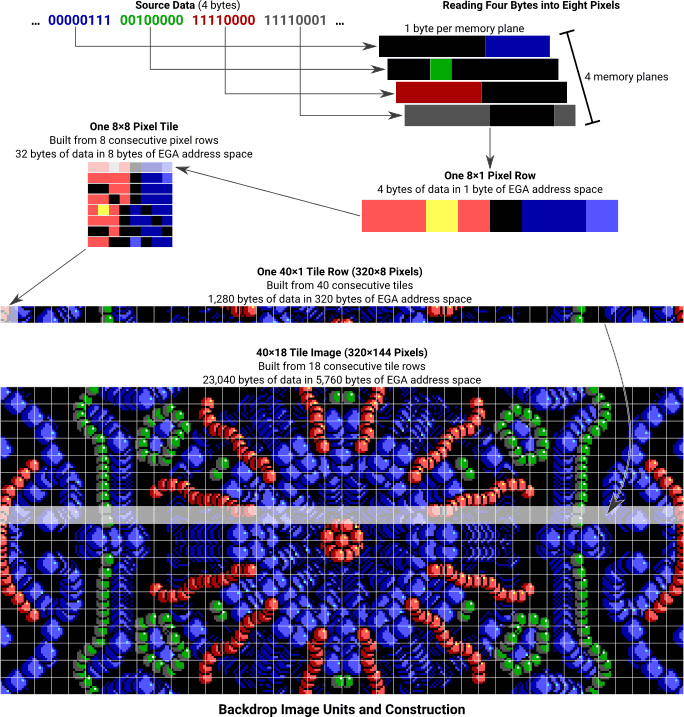 Source Data (4 bytes)
... 00000111 00100000 11110000 11110001 ...
Reading Four Bytes into Eight Pixels
1 byte per memory plane
4 memory planes
One 8×8 Pixel Tile
Built from 8 consecutive pixel rows
32 bytes of data in 8 bytes of EGA address space
One 8×1 Pixel Row
4 bytes of data in 1 byte of EGA address space
One 40×1 Tile Row (320×8 Pixels)
Built from 40 consecutive tiles
1,280 bytes of data in 320 bytes of EGA address space
40×18 Tile Image (320×144 Pixels)
Built from 18 consecutive tile rows
23,040 bytes of data in 5,760 bytes of EGA address space
Backdrop Image Units and Construction